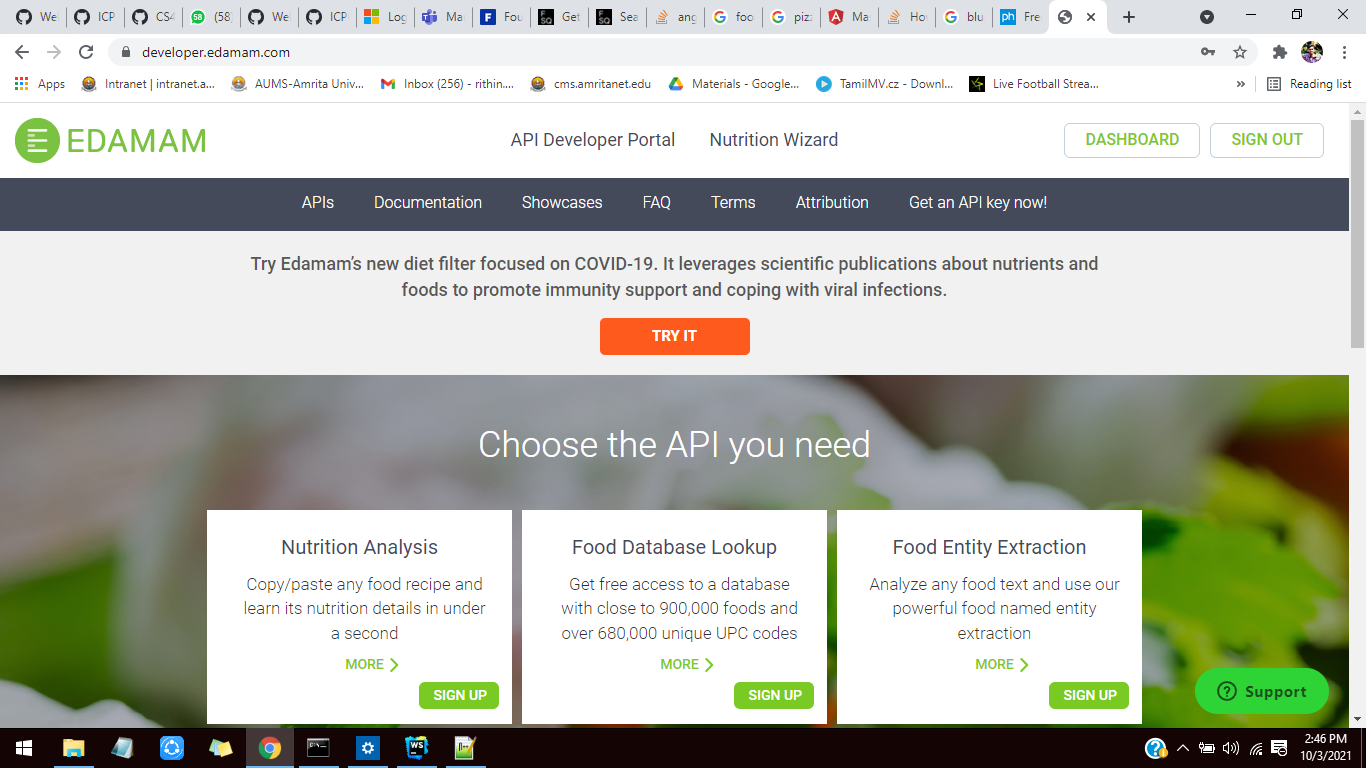 Wel
ICP
CS4
(58)
Wel
ICP
Log
Ma
Fou
Get
Sea
ang
foo
piz
Ma
Ho
blu
Fre
developer.edamam.com
Apps
Intranet | intranet.a...
AUMS-Amrita Univ...
Inbox (256) - rithin....
cms.amritanet.edu
Materials - Google...
TamilMV.cz - Downl...
Live Football Strea...
»
Reading list
EDAMAM
API Developer Portal
Nutrition Wizard
DASHBOARD
SIGN OUT
APIs
Documentation
Showcases
FAQ
Terms
Attribution
Get an API key now!
Try Edamam's new diet filter focused on COVID-19. It leverages scientific publications about nutrients and
foods to promote immunity support and coping with viral infections.
TRY IT
Choose the API you need
Nutrition Analysis
Copy/paste any food recipe and
learn its nutrition details in under
a second
MORE
SIGN UP
Food Database Lookup
Get free access to a database
with close to 900,000 foods and
over 680,000 unique UPC codes
MORE
SIGN UP
Food Entity Extraction
Analyze any food text and use our
powerful food named entity
extraction
MORE
SIGN UP
Support
2:46 PM
10/3/2021